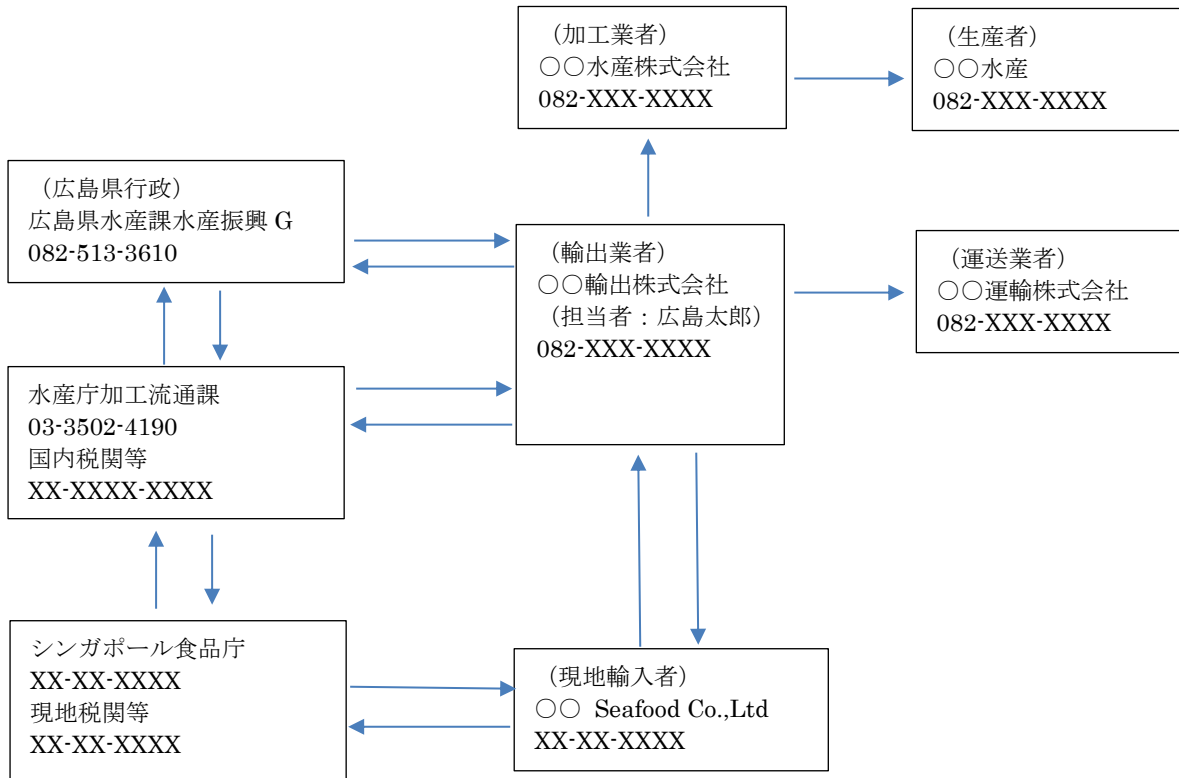 （加工業者）
○○水産株式会社
082-XXX-XXXX
（生産者）
○○水産
082-XXX-XXXX
（広島県行政）
広島県水産課水産振興 G
082-513-3610
（輸出業者）
○○輸出株式会社
（担当者：広島太郎）
082-XXX-XXXX
（運送業者）
○○運輸株式会社
082-XXX-XXXX
水産庁加工流通課
03-3502-4190
国内税関等
XX-XXXX-XXXX
シンガポール食品庁
XX-XX-XXXX
現地税関等
XX-XX-XXXX
（現地輸入者）
○○ Seafood Co.,Ltd
XX-XX-XXXX